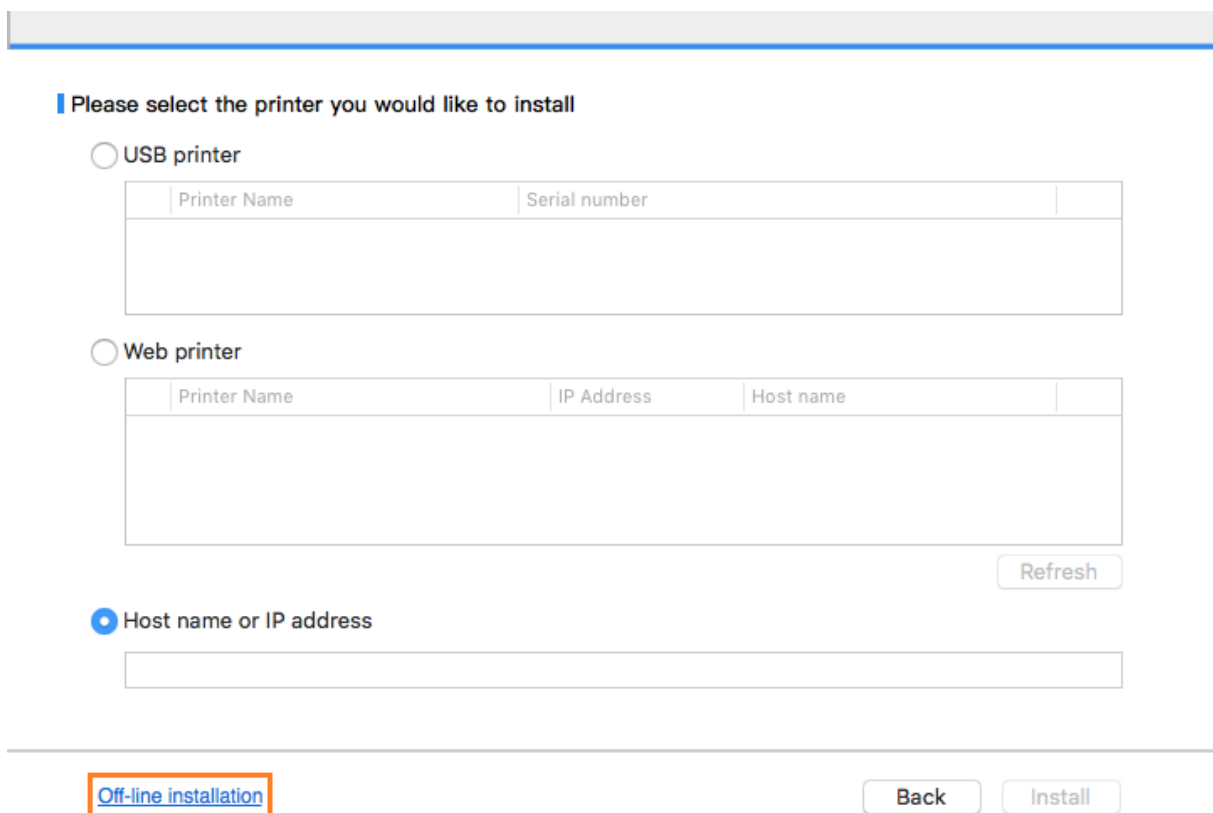 Please select the printer you would like to install
USB printer
Printer Name Serial number
Web printer
Printer Name IP Address Host name
Refresh
Host name or IP address
Off-line installation Back Install